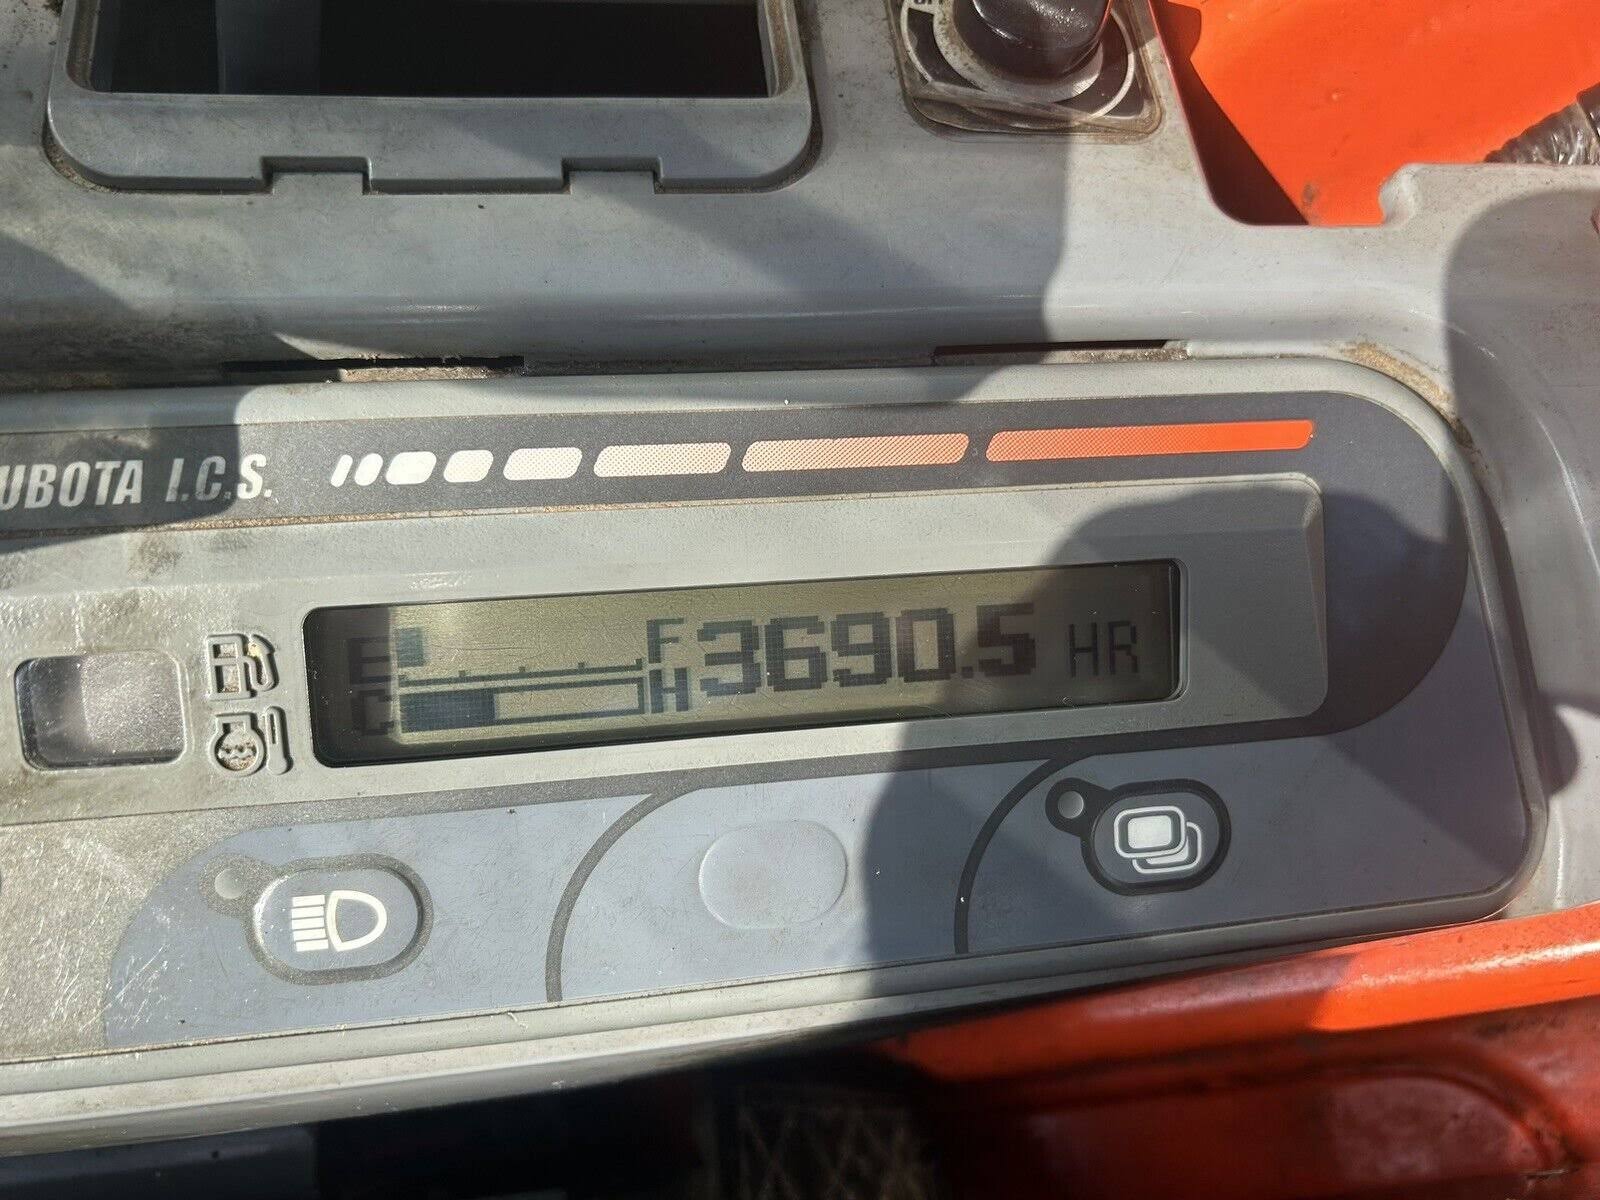 UBOTA I.C.S.
E F 3690.5 HR
C H